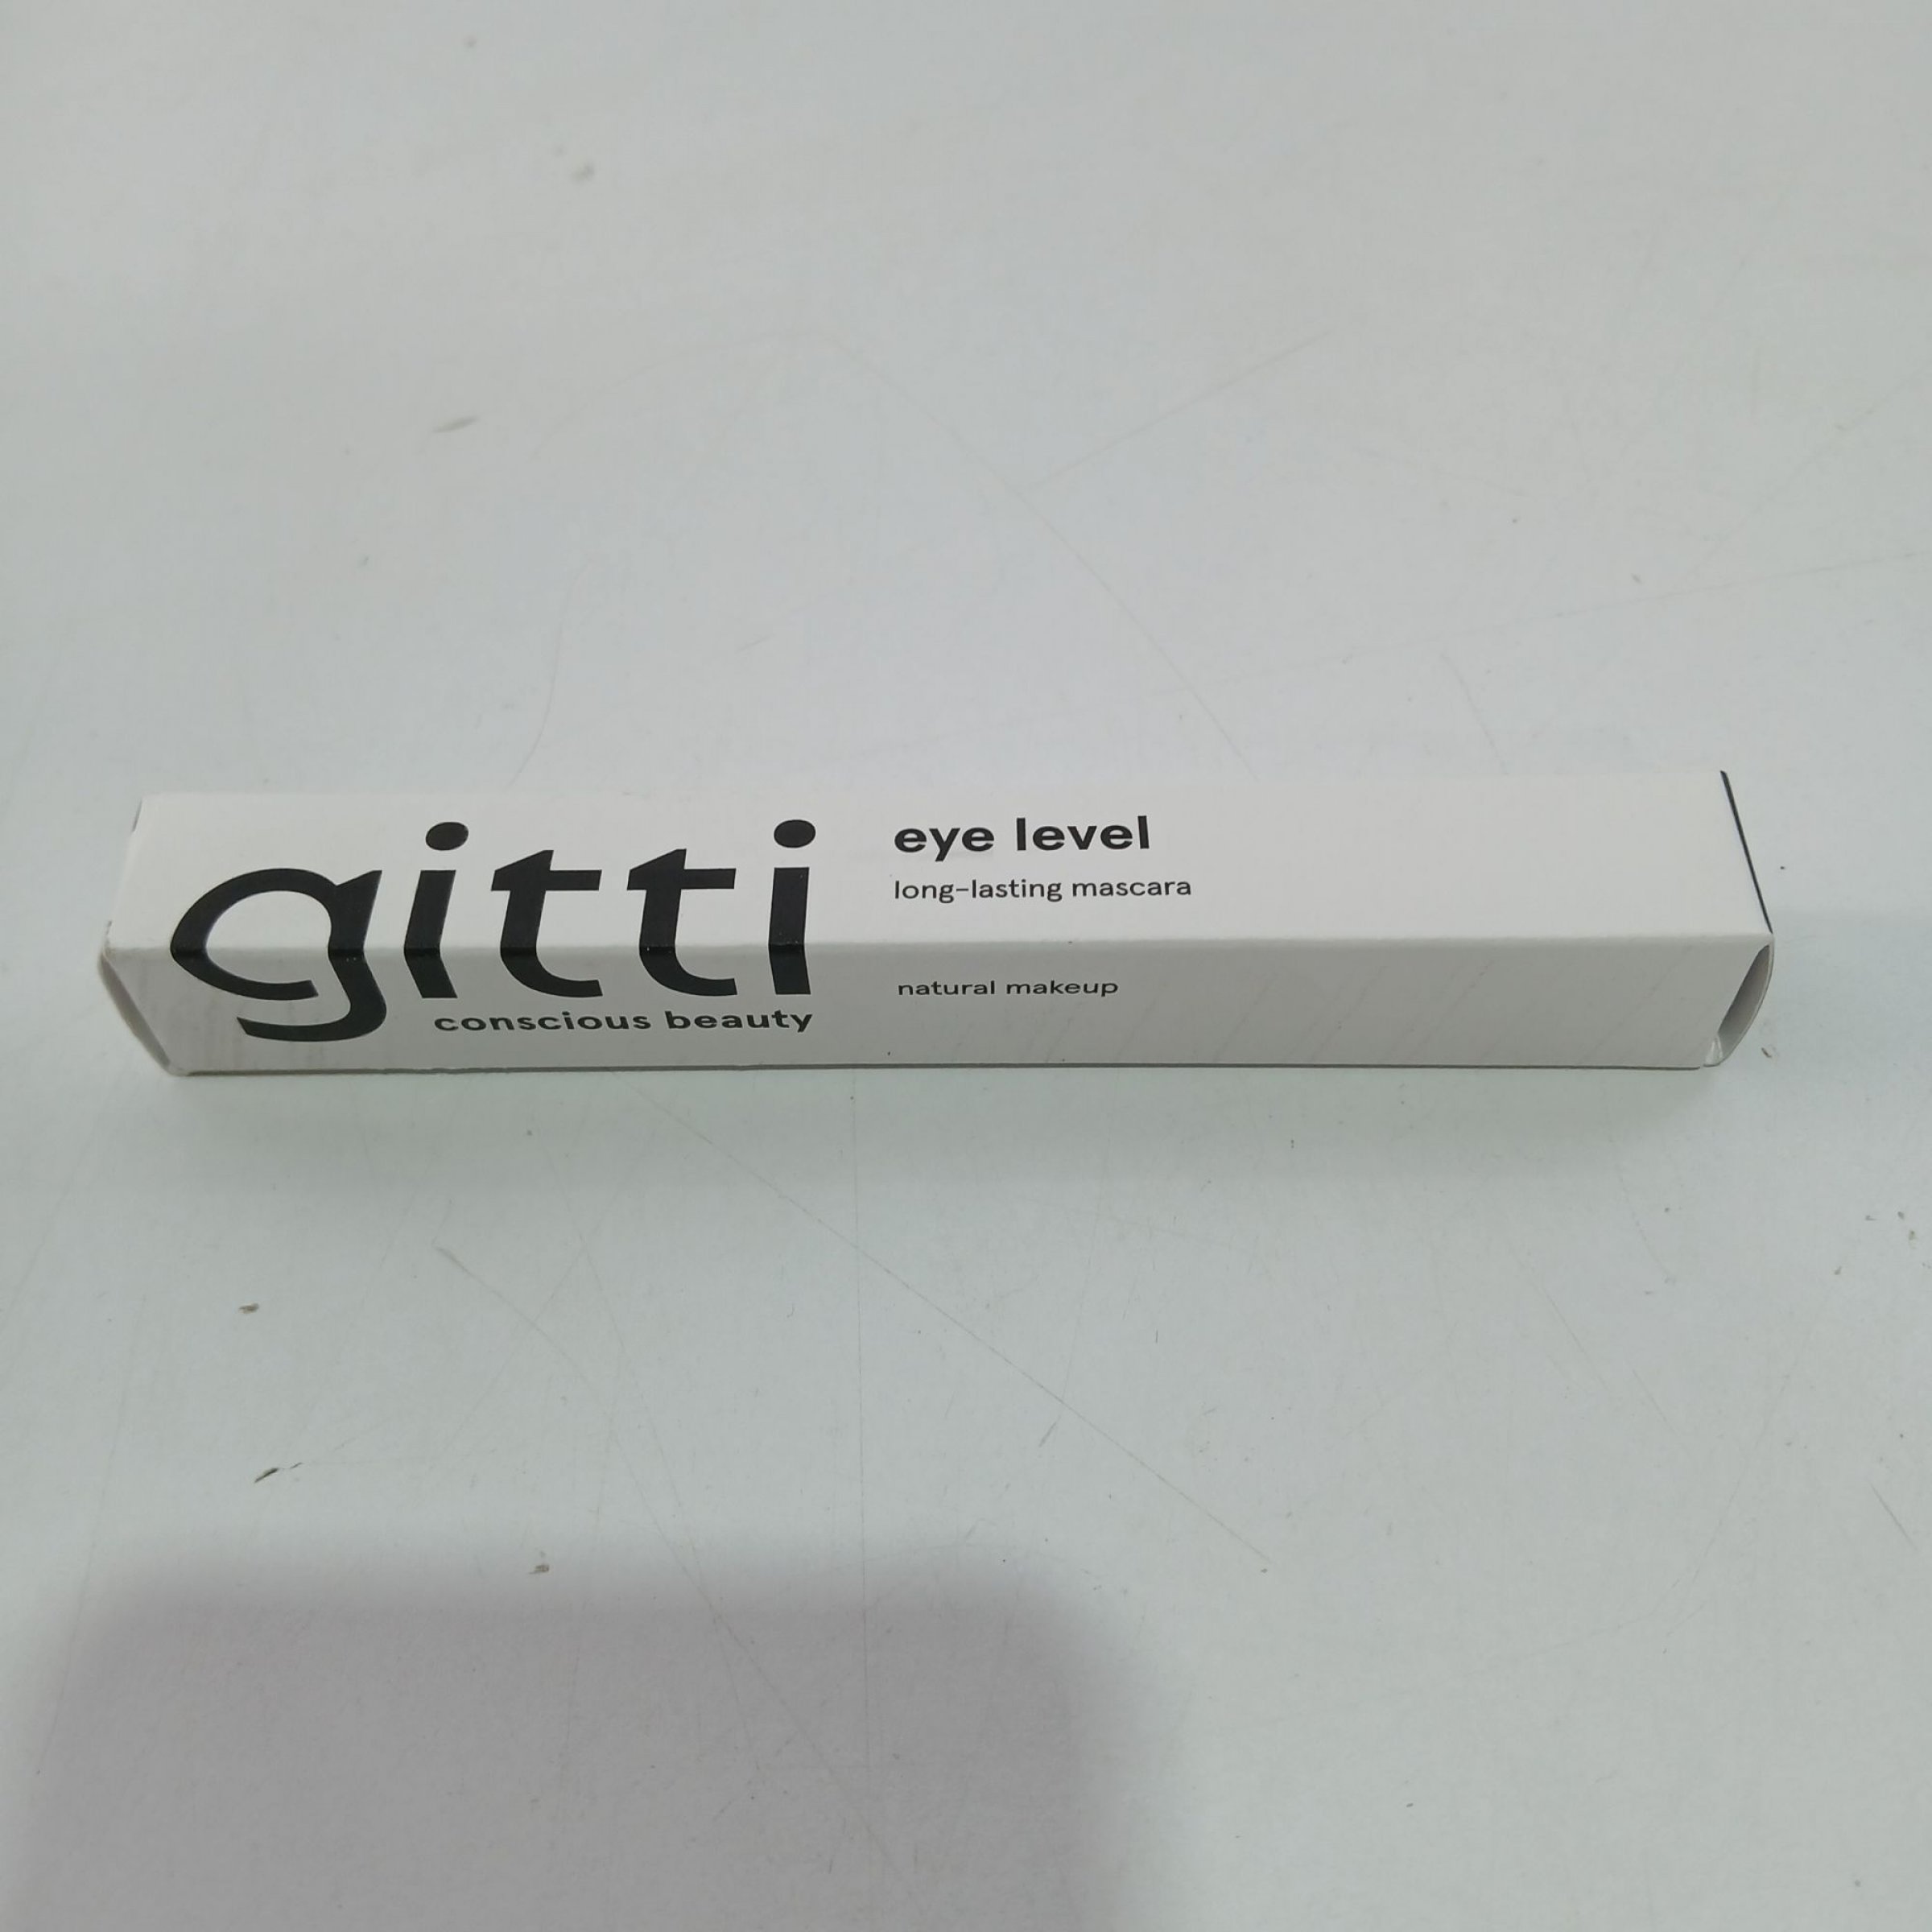 gitti
conscious beauty
eye level
long-lasting mascara
natural makeup